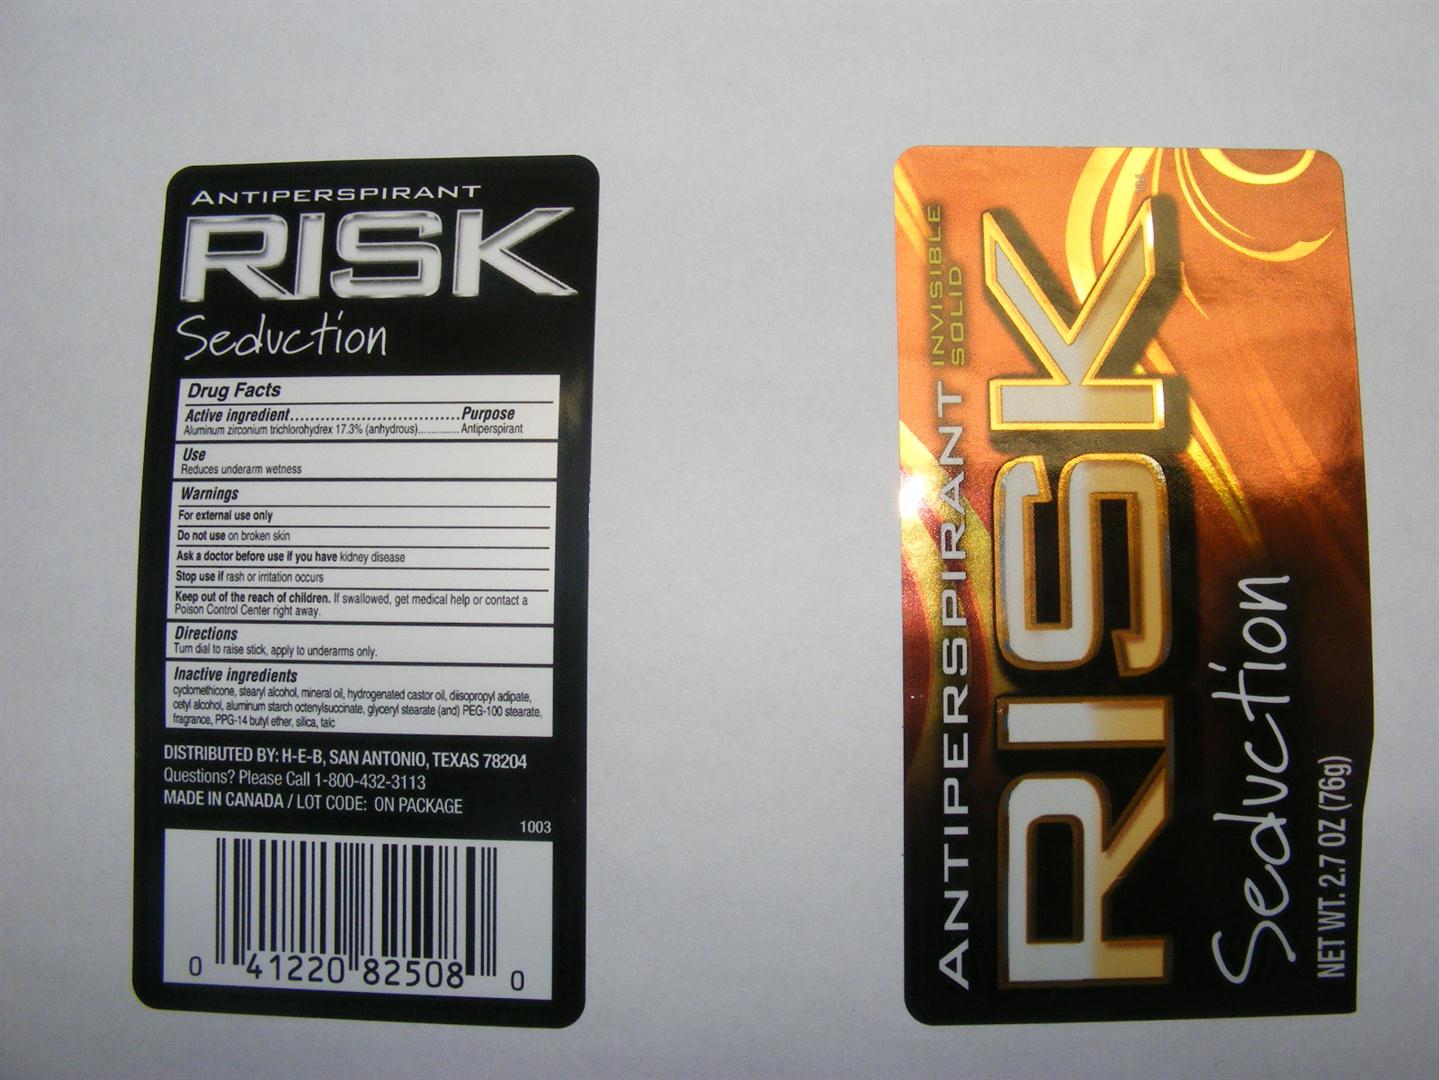 ANTIPERSPIRANT
RISK
Seduction
Drug Facts
Active ingredient.................................Purpose
Aluminum zirconium trichlorohydrex 17.3% (anhydrous)..............Antiperspirant
Use
Reduces underarm wetness
Warnings
For external use only
Do not use on broken skin
Ask a doctor before use if you have kidney disease
Stop use if rash or irritation occurs
Keep out of the reach of children. If swallowed, get medical help or contact a
Poison Control Center right away.
Directions
Turn dial to raise stick, apply to underarms only.
Inactive ingredients
cyclomethicone, stearyl alcohol, mineral oil, hydrogenated castor oil, diisopropyl adipate,
cetyl alcohol, aluminum starch octenylsuccinate, glyceryl stearate (and) PEG-100 stearate,
fragrance, PPG-14 butyl ether, silica, talc
DISTRIBUTED BY: H-E-B, SAN ANTONIO, TEXAS 78204
Questions? Please Call 1-800-432-3113
MADE IN CANADA / LOT CODE: ON PACKAGE
1003
0 41220 82508 0
ANTIPERSPIRANT INVISIBLE
SOLID
RISK™
Seduction
NET WT. 2.7 OZ (76g)